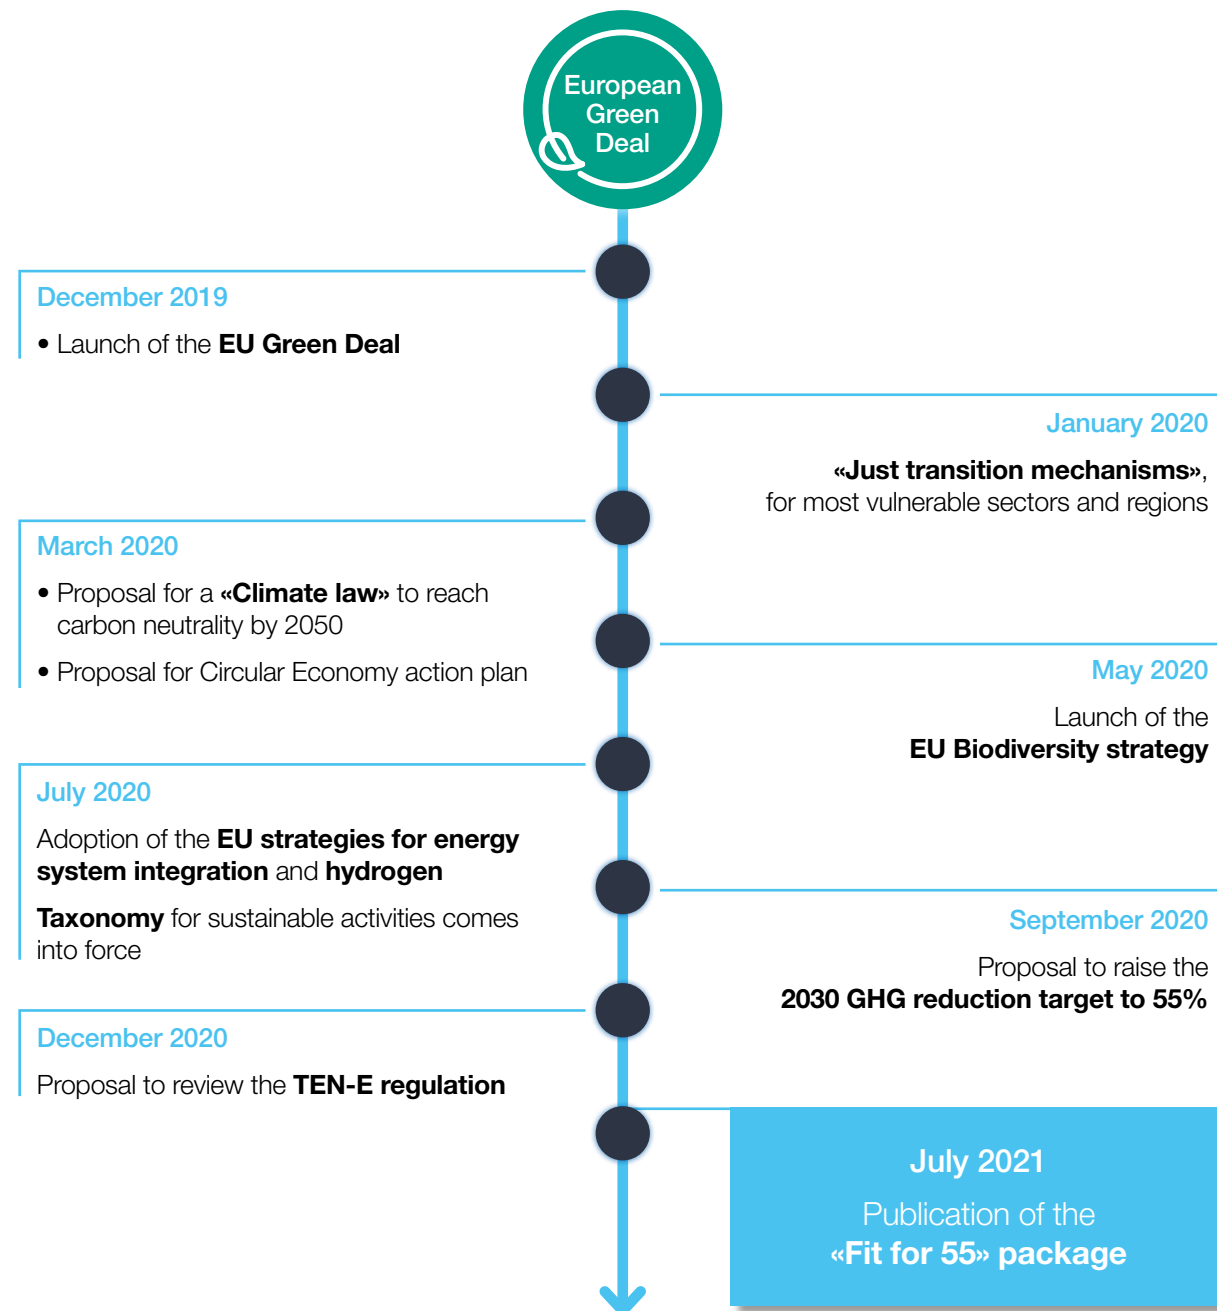 European
Green
Deal
December 2019
• Launch of the EU Green Deal
January 2020
«Just transition mechanisms»,
for most vulnerable sectors and regions
March 2020
• Proposal for a «Climate law» to reach
carbon neutrality by 2050
• Proposal for Circular Economy action plan
May 2020
Launch of the
EU Biodiversity strategy
July 2020
Adoption of the EU strategies for energy
system integration and hydrogen
Taxonomy for sustainable activities comes
into force
September 2020
Proposal to raise the
2030 GHG reduction target to 55%
December 2020
Proposal to review the TEN-E regulation
July 2021
Publication of the
«Fit for 55» package